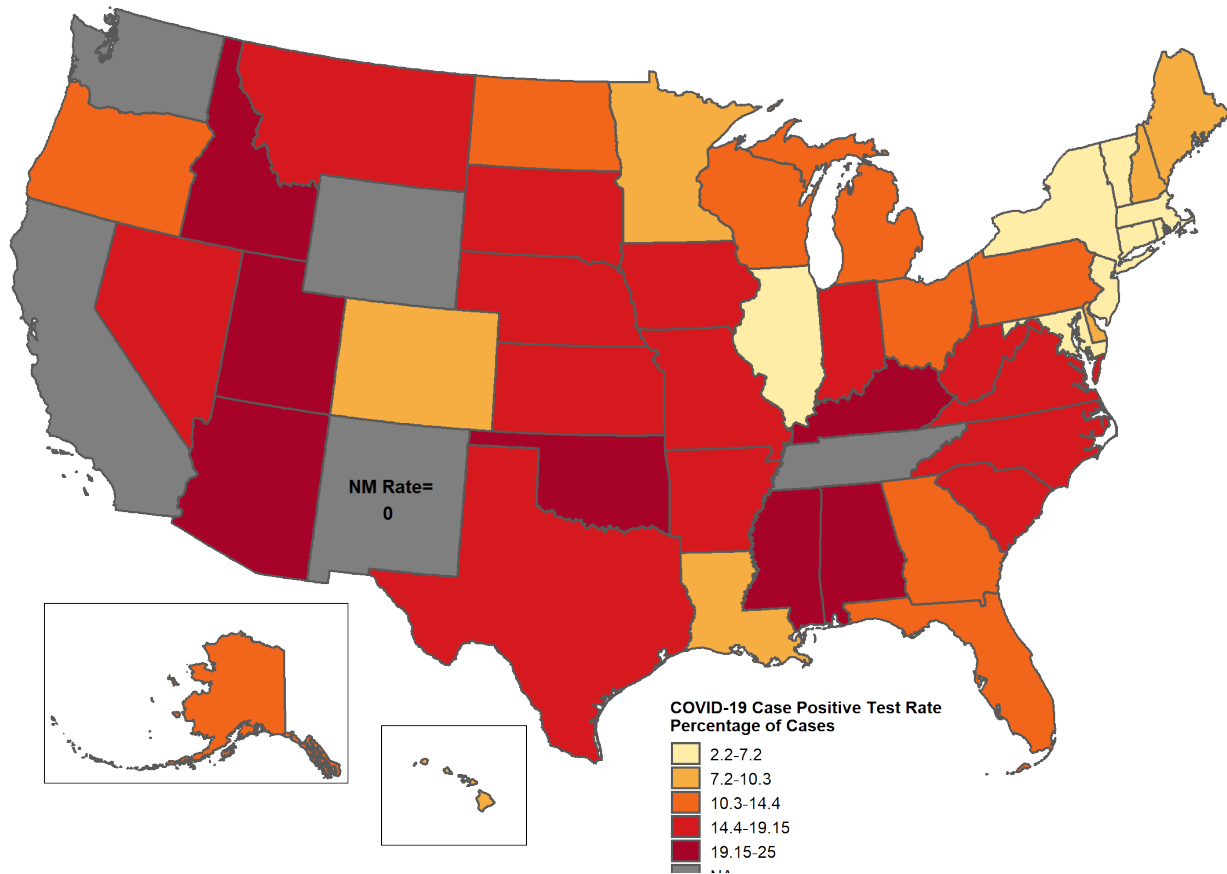 NM Rate=
0
COVID-19 Case Positive Test Rate
Percentage of Cases
2.2-7.2
7.2-10.3
10.3-14.4
14.4-19.15
19.15-25
NA